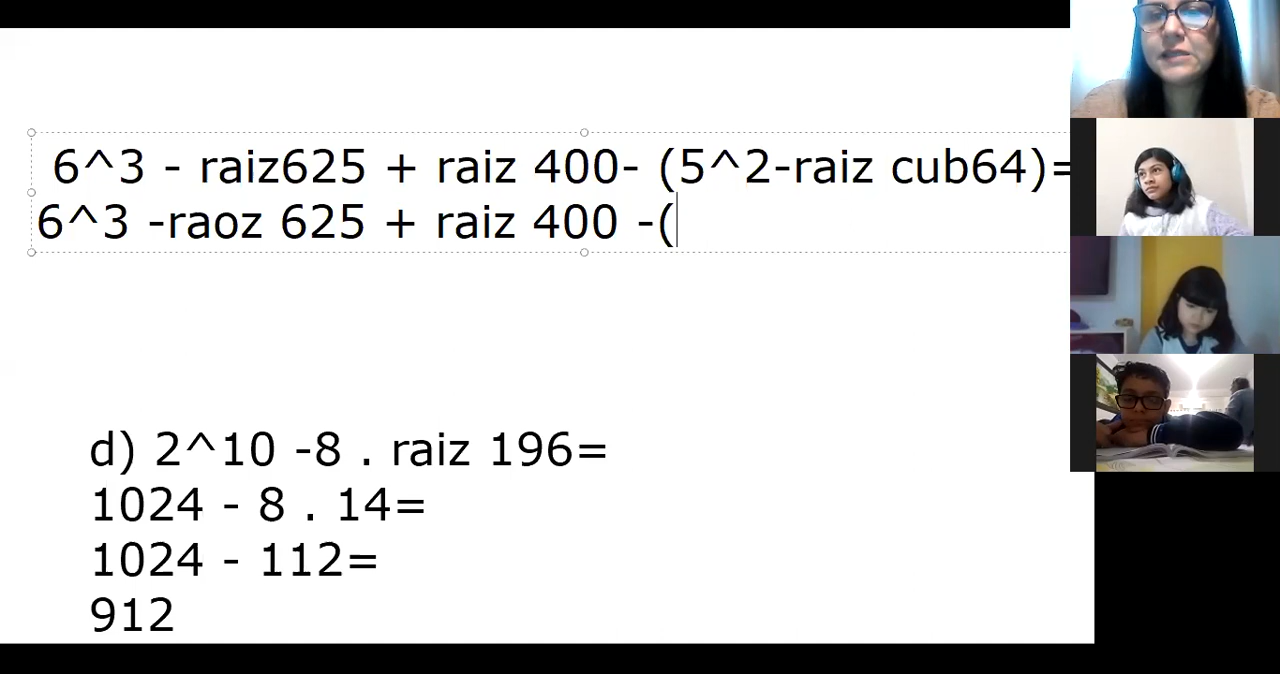 6^3 - raiz625 + raiz 400- (5^2-raiz cub64)=
6^3 -raoz 625 + raiz 400 -(
d) 2^10 -8 . raiz 196=
1024 - 8 . 14=
1024 - 112=
912